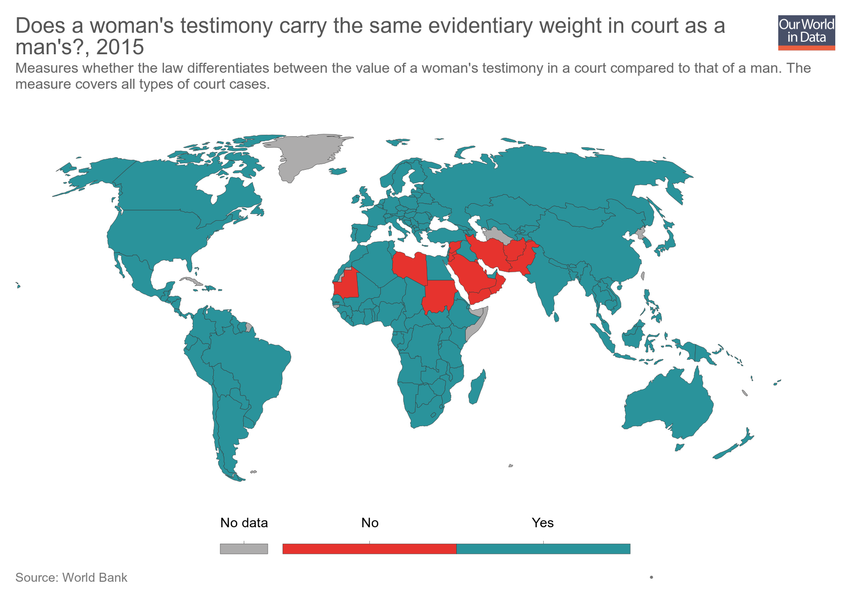 Does a woman's testimony carry the same evidentiary weight in court as a
man's?, 2015
Our World
in Data
Measures whether the law differentiates between the value of a woman's testimony in a court compared to that of a man. The
measure covers all types of court cases.
No data
No
Yes
Source: World Bank